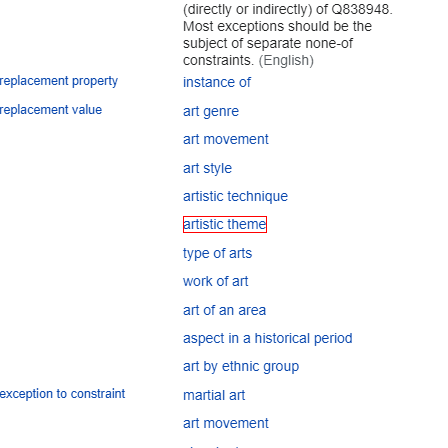 (directly or indirectly) of Q838948.
Most exceptions should be the
subject of separate none-of
constraints. (English)
replacement property
instance of
replacement value
art genre
art movement
art style
artistic technique
artistic theme
type of arts
work of art
art of an area
aspect in a historical period
art by ethnic group
exception to constraint
martial art
art movement